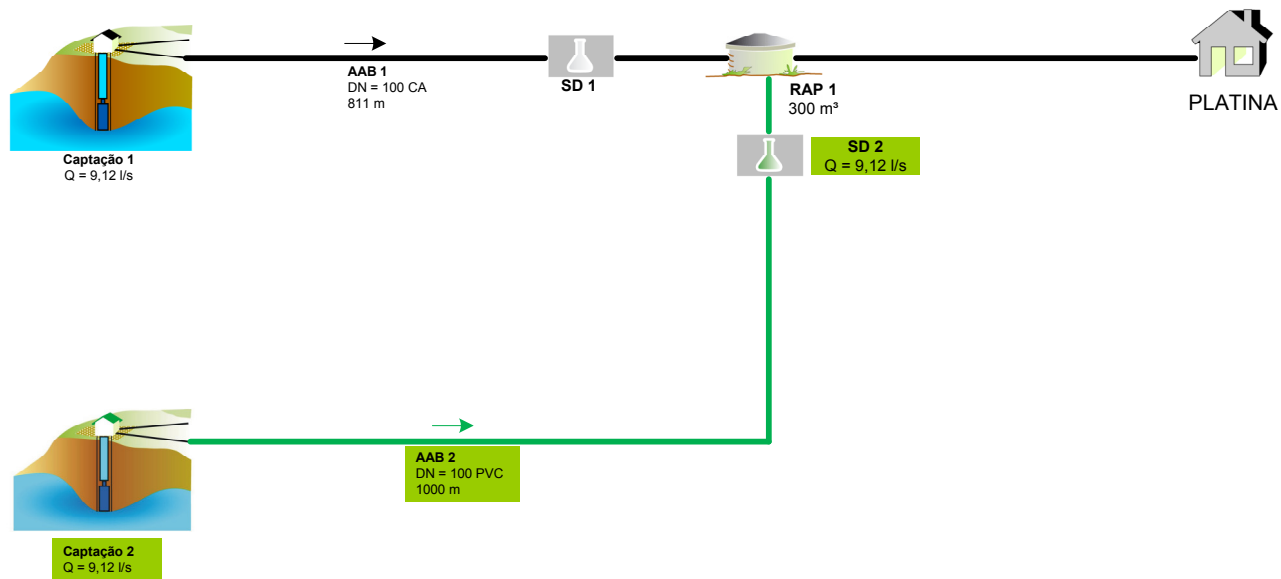 AAB 1
DN = 100 CA
811 m
SD 1
RAP 1
300 m³
PLATINA
Captação 1
Q = 9,12 l/s
SD 2
Q = 9,12 l/s
AAB 2
DN = 100 PVC
1000 m
Captação 2
Q = 9,12 l/s